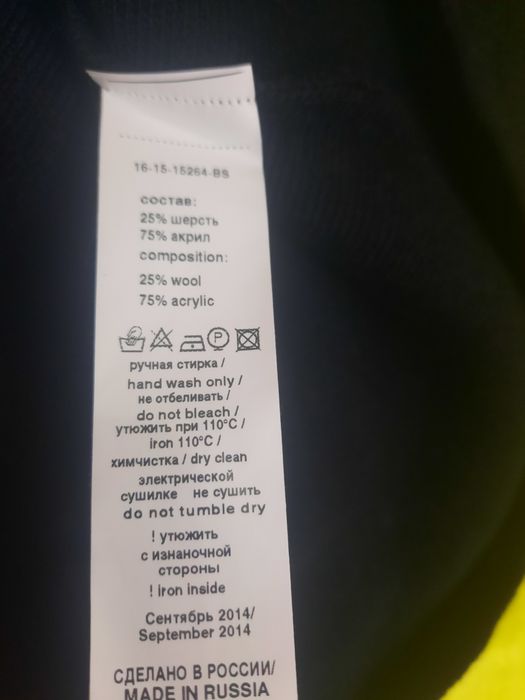 16-15-15264-BS
состав:
25% шерсть
75% акрил
composition:
25% wool
75% acrylic
P
ручная стирка /
hand wash only /
не отбеливать /
do not bleach /
утюжить при 110°С /
iron 110°C /
химчистка / dry clean
электрической
сушилке не сушить
do not tumble dry
! утюжить
с изнаночной
стороны
! iron inside
Сентябрь 2014/
September 2014
СДЕЛАНО В РОССИИ/
MADE IN RUSSIA